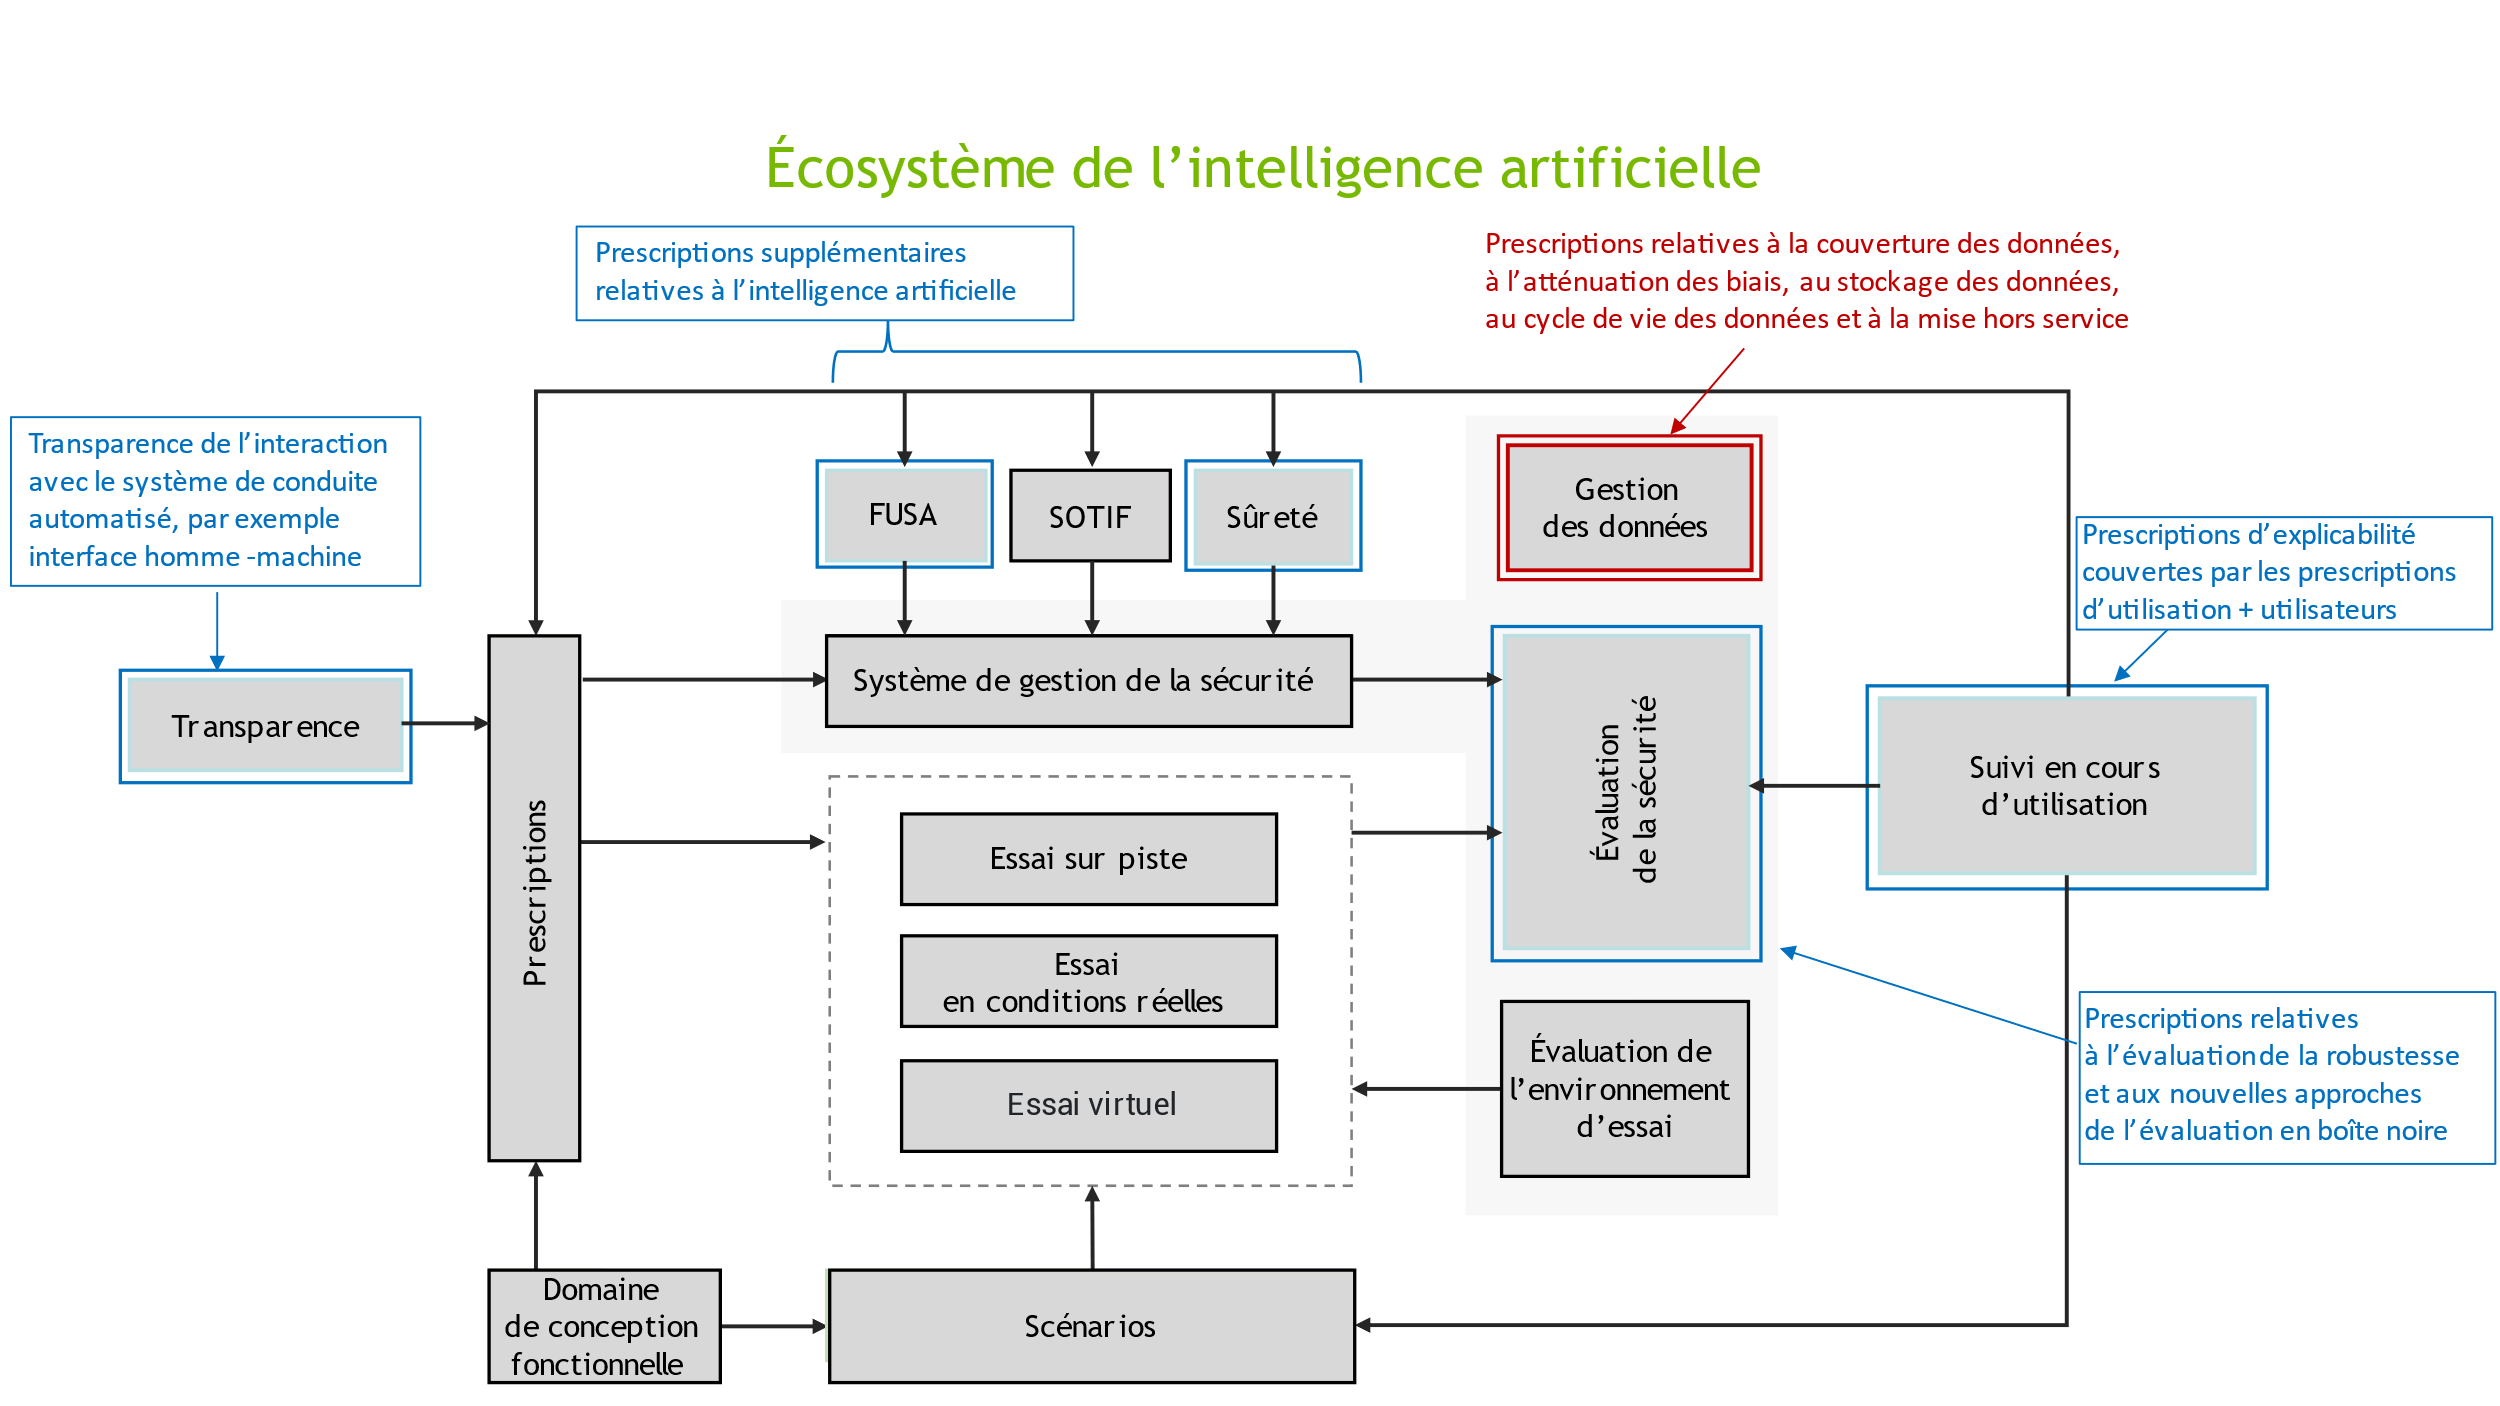 Écosystème de l’intelligence artificielle
Prescriptions supplémentaires
relatives à l’intelligence artificielle
Prescriptions relatives à la couverture des données,
à l’atténuation des biais, au stockage des données,
au cycle de vie des données et à la mise hors service
Transparence de l’interaction
avec le système de conduite
automatisé, par exemple
interface homme -machine
FUSA
SOTIF
Sûreté
Gestion
des données
Prescriptions d’explicabilité
couvertes par les prescriptions
d’utilisation + utilisateurs
Transparence
Prescriptions
Système de gestion de la sécurité
Évaluation
de la sécurité
Suivi en cours
d’utilisation
Essai sur piste
Essai
en conditions réelles
Essai virtuel
Évaluation de
l’environnement
d’essai
Prescriptions relatives
à l’évaluationde la robustesse
et aux nouvelles approches
de l’évaluation en boîte noire
Domaine
de conception
fonctionnelle
Scénarios